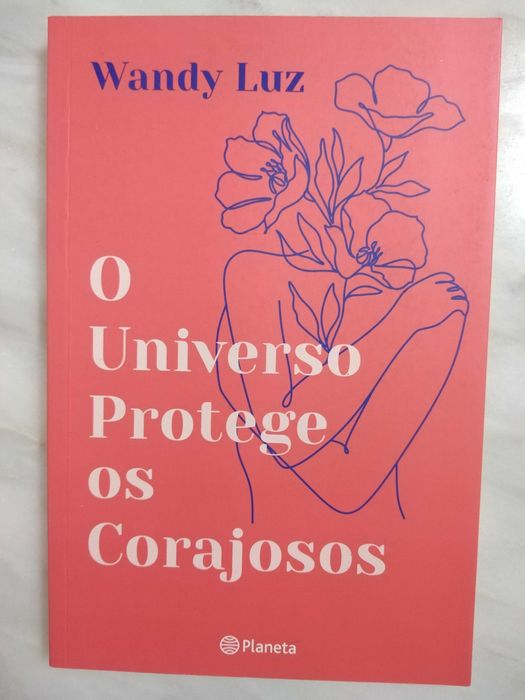 Wandy Luz
O
Universo
Protege
os
Corajosos
Planeta